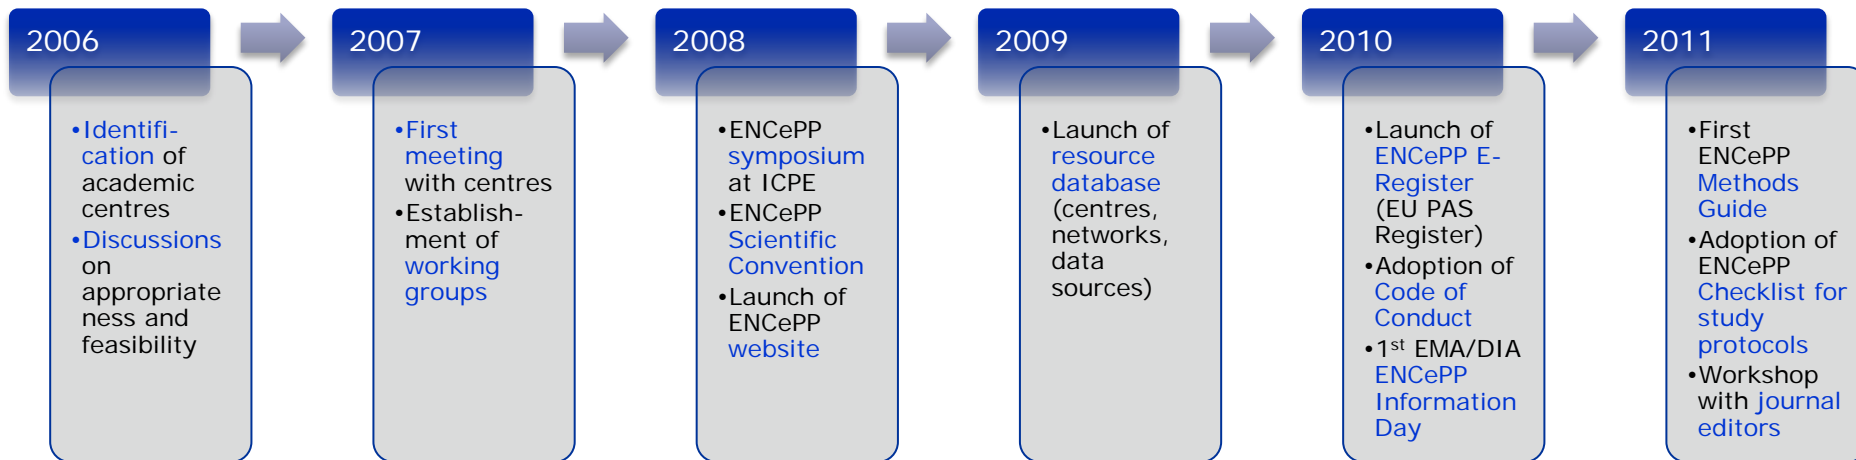 2006
•Identifi-
cation of
academic
centres
•Discussions
on
appropriate
ness and
feasibility
2007
•First
meeting
with centres
•Establish-
ment of
working
groups
2008
•ENCePP
symposium
at ICPE
•ENCePP
Scientific
Convention
•Launch of
ENCePP
website
2009
•Launch of
resource
database
(centres,
networks,
data
sources)
2010
•Launch of
ENCePP E-
Register
(EU PAS
Register)
•Adoption of
Code of
Conduct
•1st EMA/DIA
ENCePP
Information
Day
2011
•First
ENCePP
Methods
Guide
•Adoption of
ENCePP
Checklist for
study
protocols
•Workshop
with journal
editors